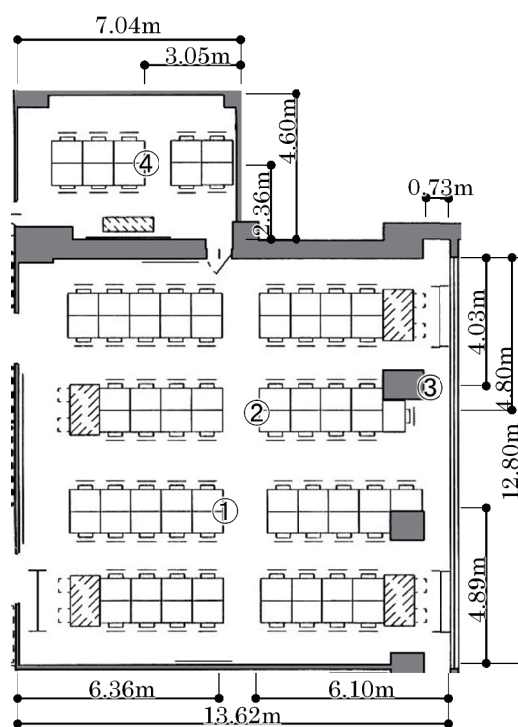 7.04m
3.05m
4.60m
④
2.36m
0.73m
4.03m
③
4.80m
②
12.80m
①
4.89m
6.36m
6.10m
13.62m